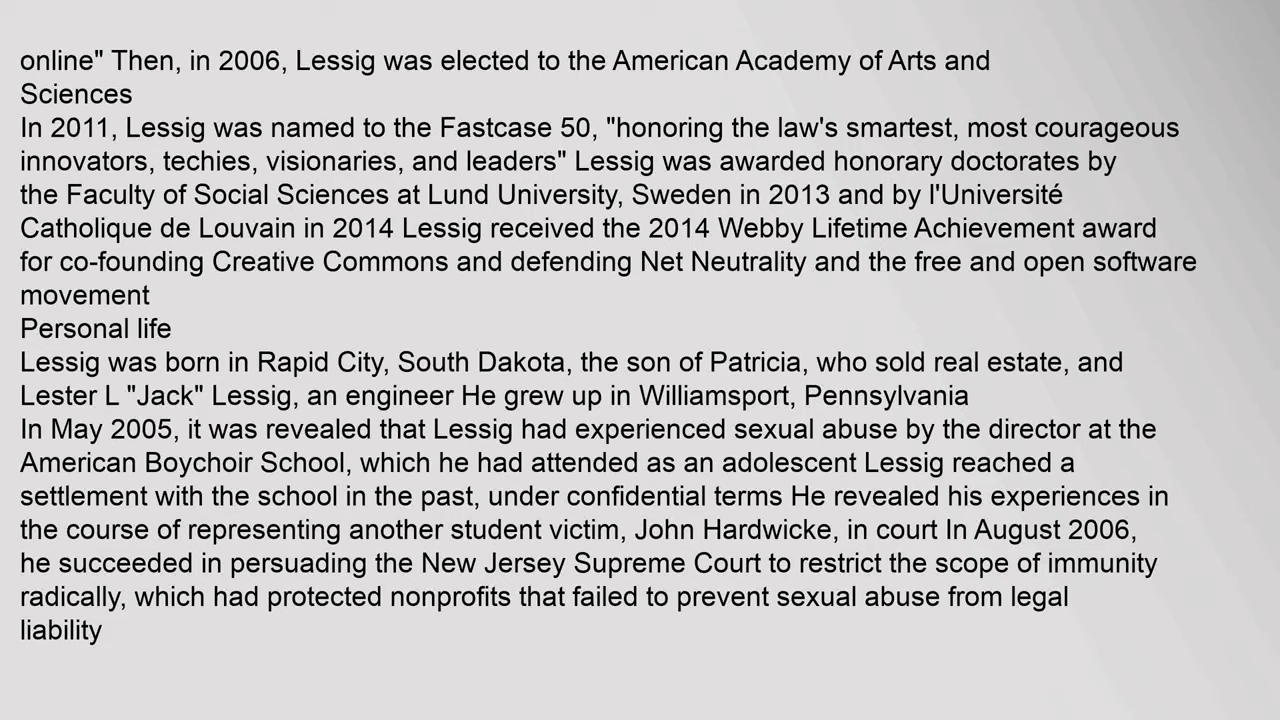 online" Then, in 2006, Lessig was elected to the American Academy of Arts and
Sciences
In 2011, Lessig was named to the Fastcase 50, "honoring the law's smartest, most courageous
innovators, techies, visionaries, and leaders" Lessig was awarded honorary doctorates by
the Faculty of Social Sciences at Lund University, Sweden in 2013 and by l'Université
Catholique de Louvain in 2014 Lessig received the 2014 Webby Lifetime Achievement award
for co-founding Creative Commons and defending Net Neutrality and the free and open software
movement
Personal life
Lessig was born in Rapid City, South Dakota, the son of Patricia, who sold real estate, and
Lester L "Jack" Lessig, an engineer He grew up in Williamsport, Pennsylvania
In May 2005, it was revealed that Lessig had experienced sexual abuse by the director at the
American Boychoir School, which he had attended as an adolescent Lessig reached a
settlement with the school in the past, under confidential terms He revealed his experiences in
the course of representing another student victim, John Hardwicke, in court In August 2006,
he succeeded in persuading the New Jersey Supreme Court to restrict the scope of immunity
radically, which had protected nonprofits that failed to prevent sexual abuse from legal
liability